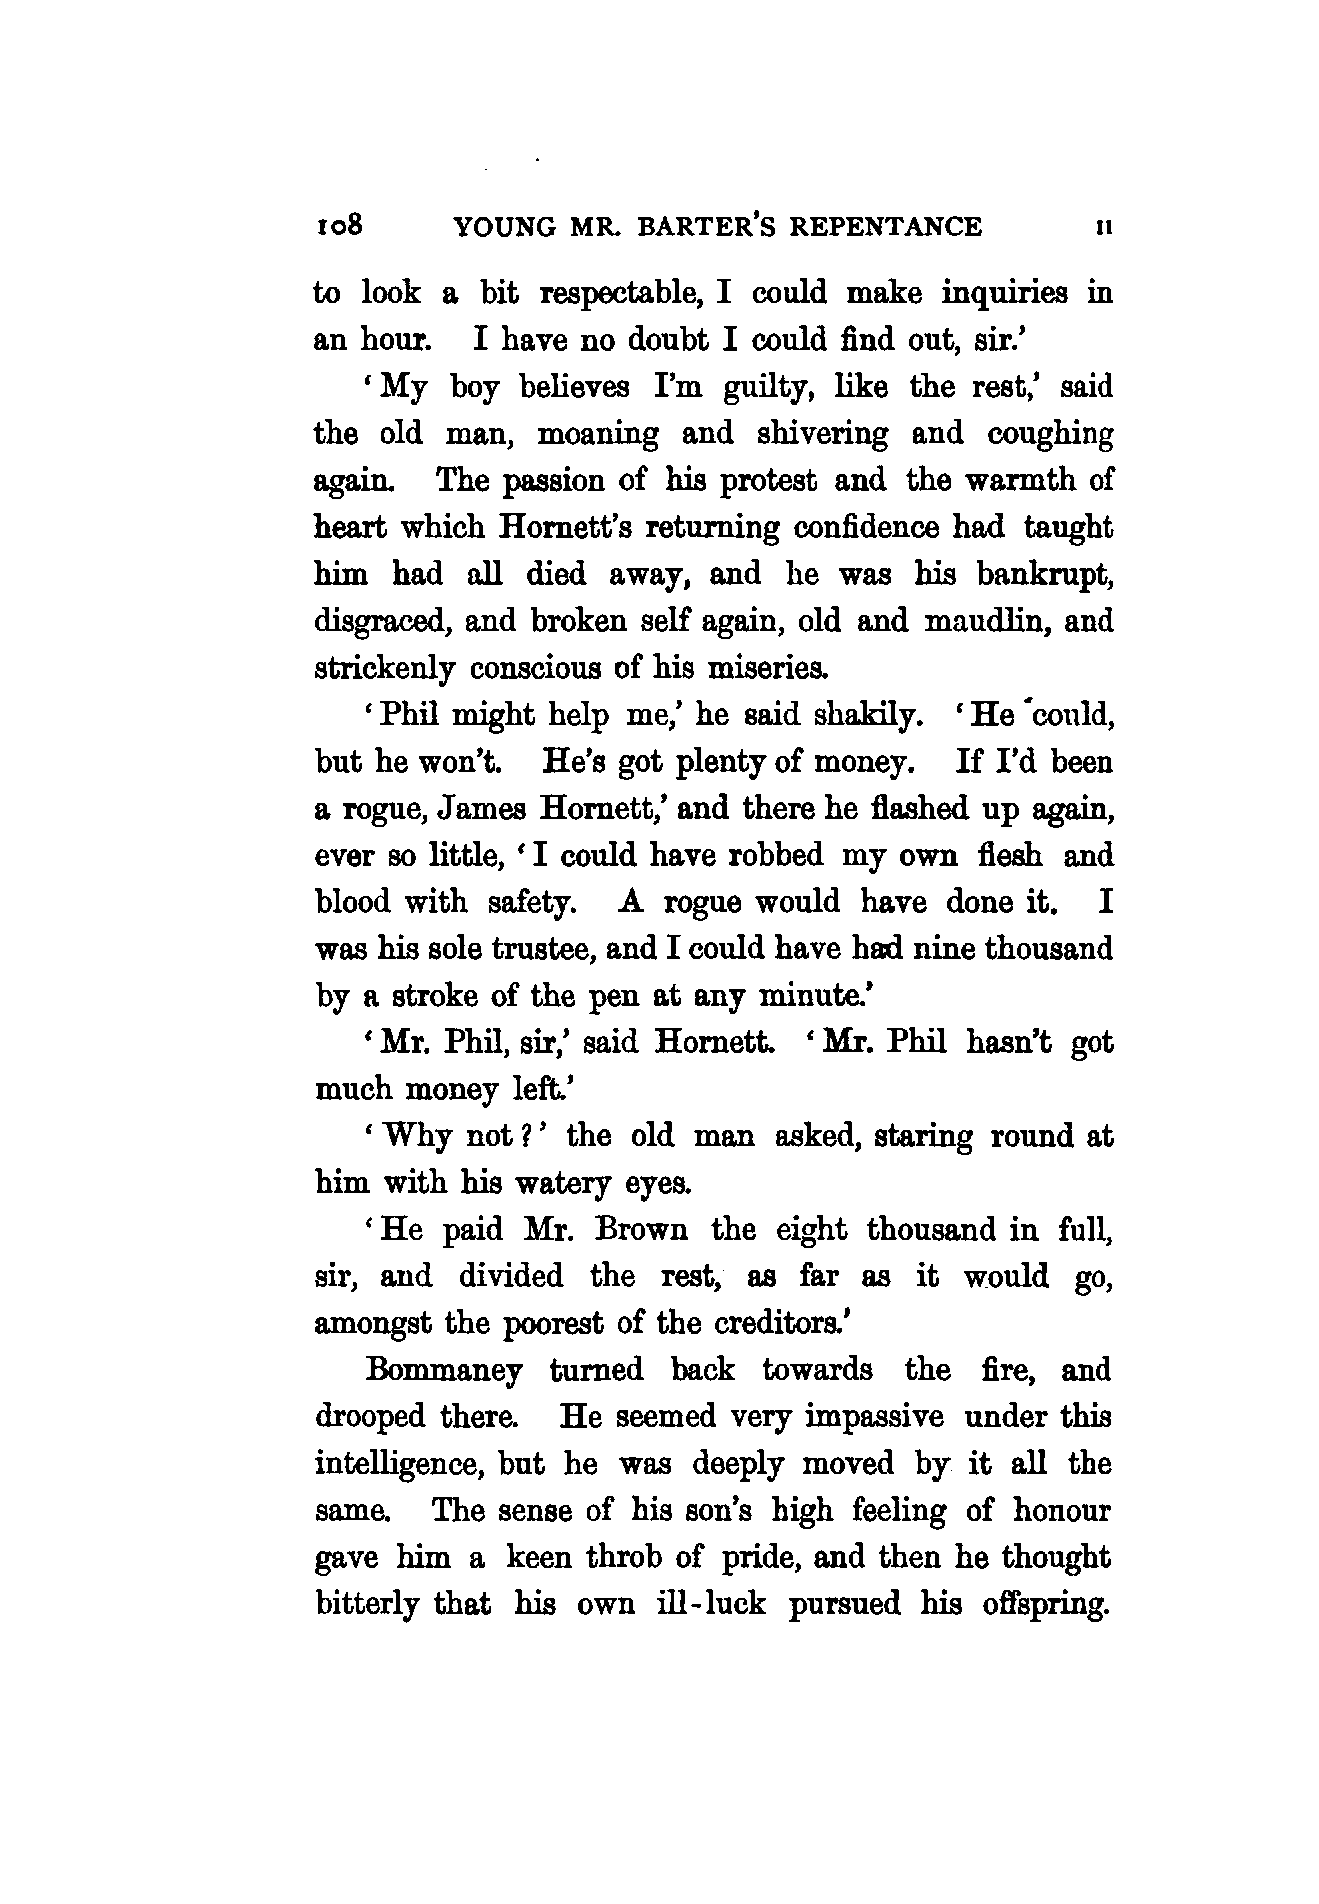 108 YOUNG MR. BARTER'S REPENTANCE II
to look a bit respectable, I could make inquiries in
an hour. I have no doubt I could find out, sir.'
'My boy believes I'm guilty, like the rest,' said
the old man, moaning and shivering and coughing
again. The passion of his protest and the warmth of
heart which Hornett's returning confidence had taught
him had all died away, and he was his bankrupt,
disgraced, and broken self again, old and maudlin, and
strickenly conscious of his miseries.
'Phil might help me,' he said shakily. 'He could,
but he won't. He's got plenty of money. If I'd been
a rogue, James Hornett,' and there he flashed up again,
ever so little, 'I could have robbed my own flesh and
blood with safety. A rogue would have done it. I
was his sole trustee, and I could have had nine thousand
by a stroke of the pen at any minute.'
'Mr. Phil, sir,' said Hornett. 'Mr. Phil hasn't got
much money left.'
'Why not?' the old man asked, staring round at
him with his watery eyes.
'He paid Mr. Brown the eight thousand in full,
sir, and divided the rest, as far as it would go,
amongst the poorest of the creditors.'
Bommaney turned back towards the fire, and
drooped there. He seemed very impassive under this
intelligence, but he was deeply moved by it all the
same. The sense of his son's high feeling of honour
gave him a keen throb of pride, and then he thought
bitterly that his own ill-luck pursued his offspring.